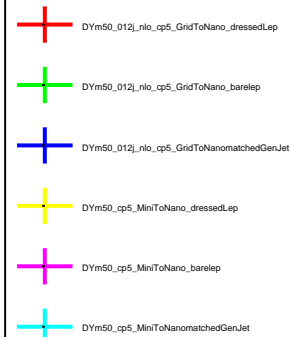 DYm50_012j_nlo_cp5_GridToNano_dressedLep
DYm50_012j_nlo_cp5_GridToNano_barelep
DYm50_012j_nlo_cp5_GridToNanomatchedGenJet
DYm50_cp5_MiniToNano_dressedLep
DYm50_cp5_MiniToNano_barelep
DYm50_cp5_MiniToNanomatchedGenJet